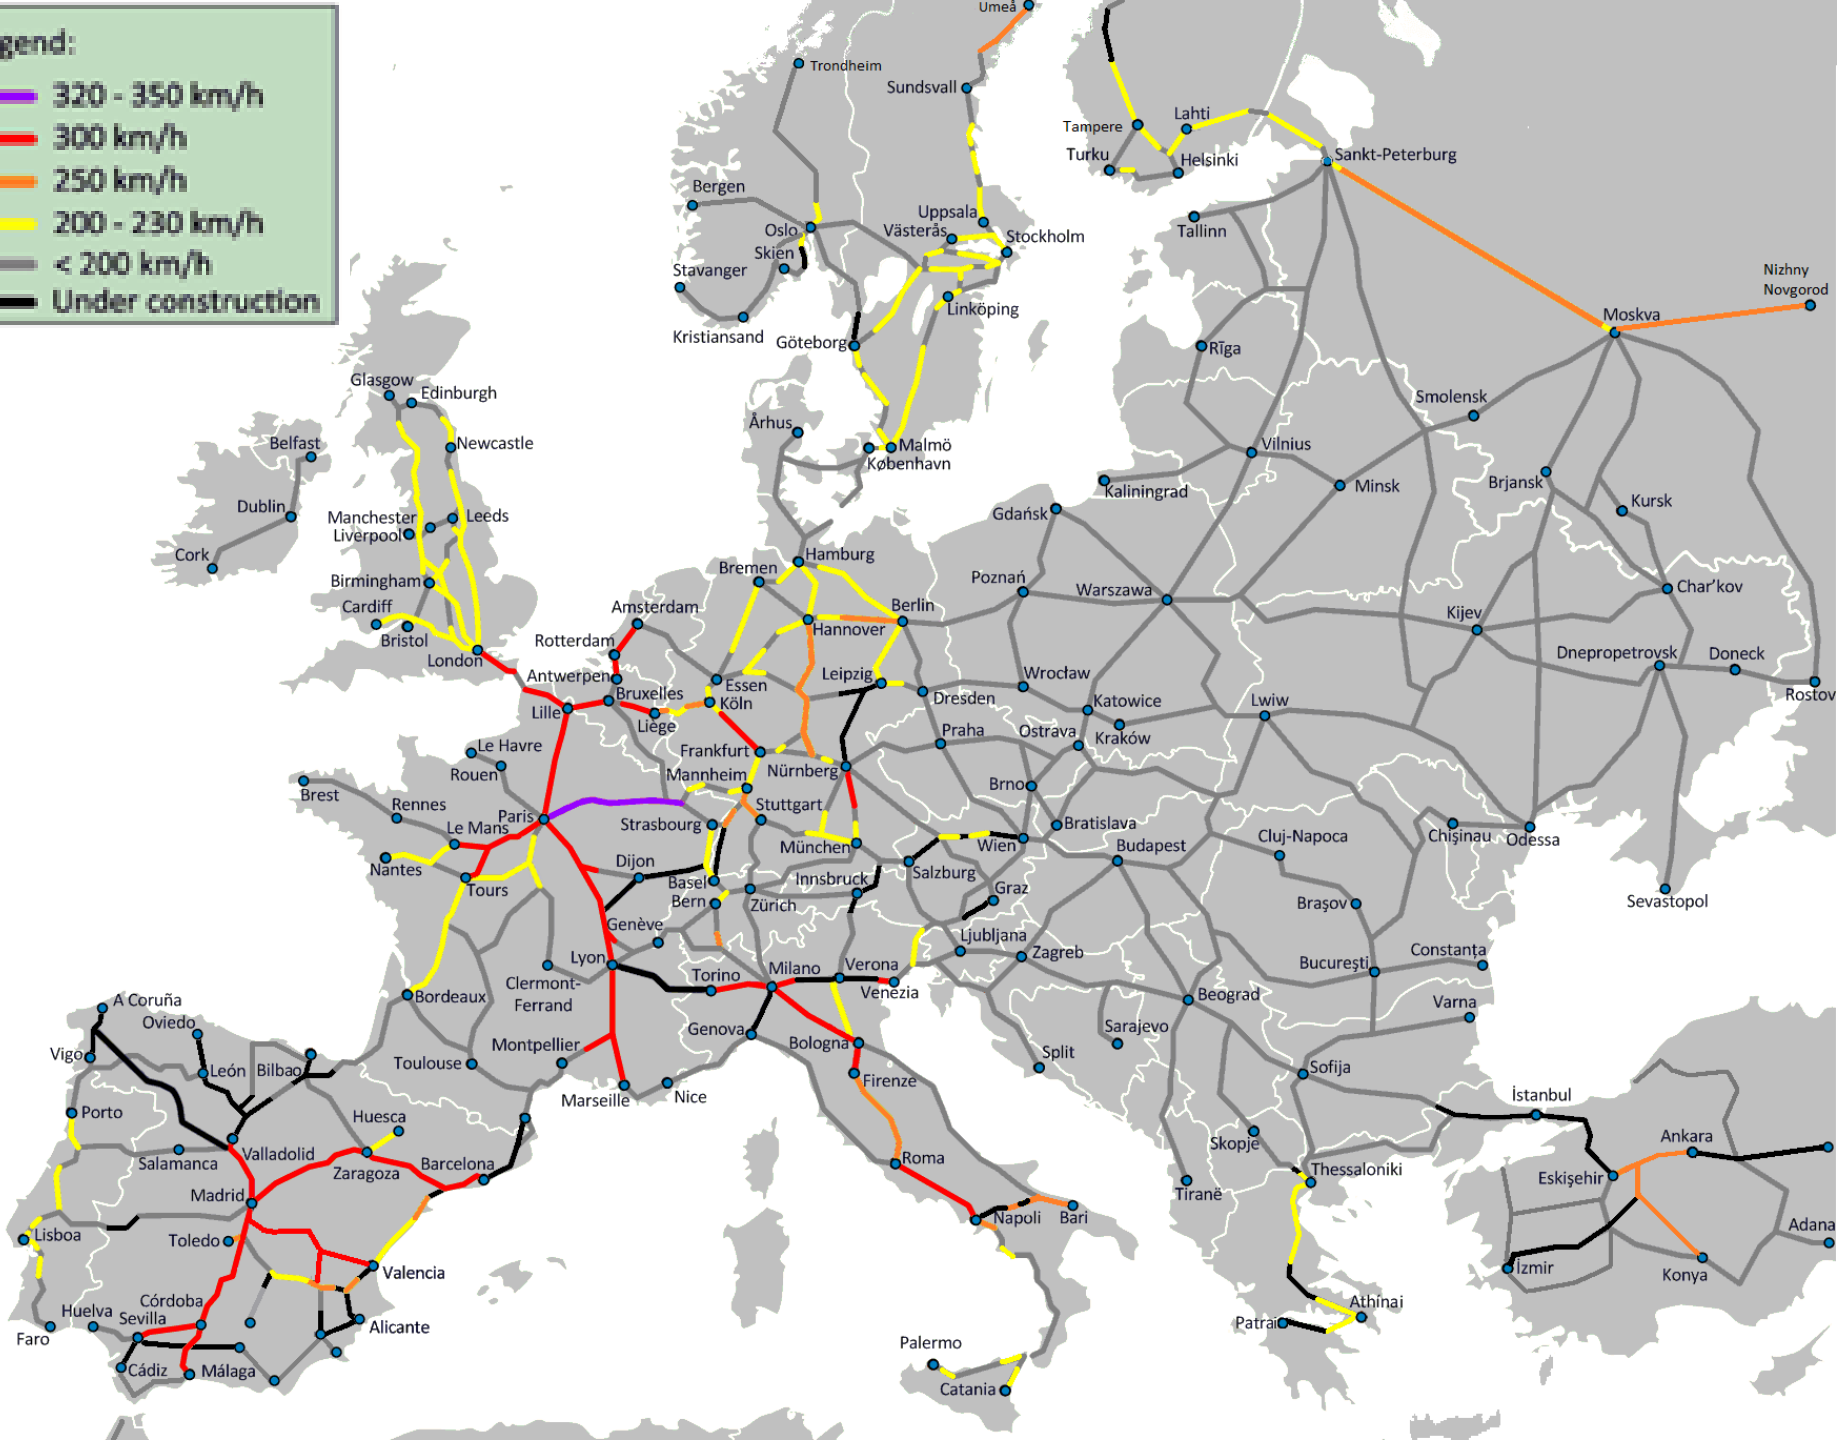 gend:
320 - 350 km/h
300 km/h
250 km/h
200 - 230 km/h
< 200 km/h
Under construction
Umeå
Trondheim
Sundsvall
Lahti
Tampere
Turku
Helsinki
Sankt-Peterburg
Bergen
Uppsala
Oslo
Västerås
Stockholm
Tallinn
Skien
Stavanger
Nizhny
Novgorod
Linköping
Moskva
Kristiansand
Göteborg
Rīga
Glasgow
Edinburgh
Smolensk
Århus
Belfast
Newcastle
Malmö
København
Vilnius
Kaliningrad
Minsk
Brjansk
Dublin
Manchester
Leeds
Liverpool
Gdańsk
Kursk
Cork
Hamburg
Bremen
Birmingham
Poznań
Warszawa
Char'kov
Cardiff
Amsterdam
Berlin
Kijev
Bristol
Rotterdam
Hannover
London
Dnepropetrovsk
Doneck
Antwerpen
Essen
Leipzig
Wrocław
Bruxelles
Köln
Dresden
Katowice
Lwiw
Rostov
Lille
Liège
Praha
Ostrava
Kraków
Le Havre
Frankfurt
Rouen
Mannheim
Nürnberg
Brno
Brest
Rennes
Paris
Stuttgart
Le Mans
Strasbourg
Bratislava
Cluj-Napoca
Chişinau
Odessa
München
Wien
Budapest
Nantes
Dijon
Salzburg
Tours
Basel
Innsbruck
Graz
Bern
Zürich
Braşov
Sevastopol
Genève
Ljubljana
Zagreb
Constanţa
Lyon
Torino
Milano
Verona
Bucureşti
Clermont-
Ferrand
Venezia
Bordeaux
Beograd
Varna
A Coruña
Oviedo
Genova
Sarajevo
Montpellier
Bologna
Vigo
Toulouse
Split
León
Bilbao
Sofija
Firenze
Marseille
Nice
İstanbul
Porto
Huesca
Skopje
Ankara
Valladolid
Salamanca
Zaragoza
Barcelona
Roma
Thessaloniki
Eskişehir
Madrid
Tiranë
Napoli
Bari
Adana
Lisboa
Toledo
Valencia
İzmir
Konya
Córdoba
Athínai
Huelva
Sevilla
Alicante
Patrai
Faro
Palermo
Cádiz
Málaga
Catania